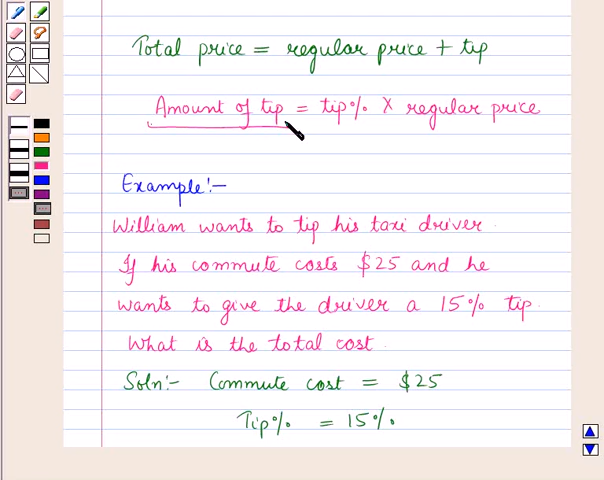 Total price = regular price + tip
Amount of tip = tip% × regular price
Example:-
William wants to tip his taxi driver.
If his commute costs $25 and he
wants to give the driver a 15% tip.
What is the total cost.
Soln:- Commute cost = $25
Tip% = 15%